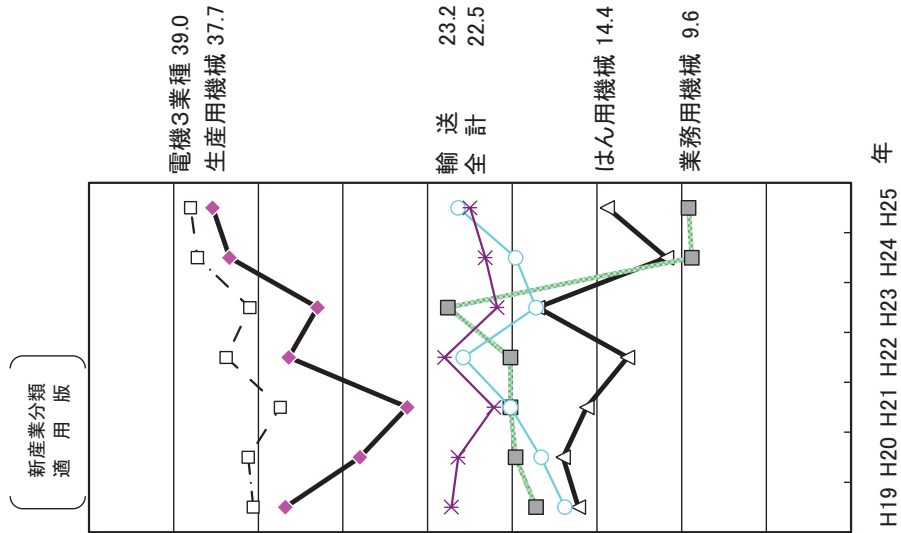 新産業分類
適用版
電機3業種 39.0
生産用機械 37.7
輸送 23.2
全計 22.5
はん用機械 14.4
業務用機械 9.6
H19 H20 H21 H22 H23 H24 H25 年